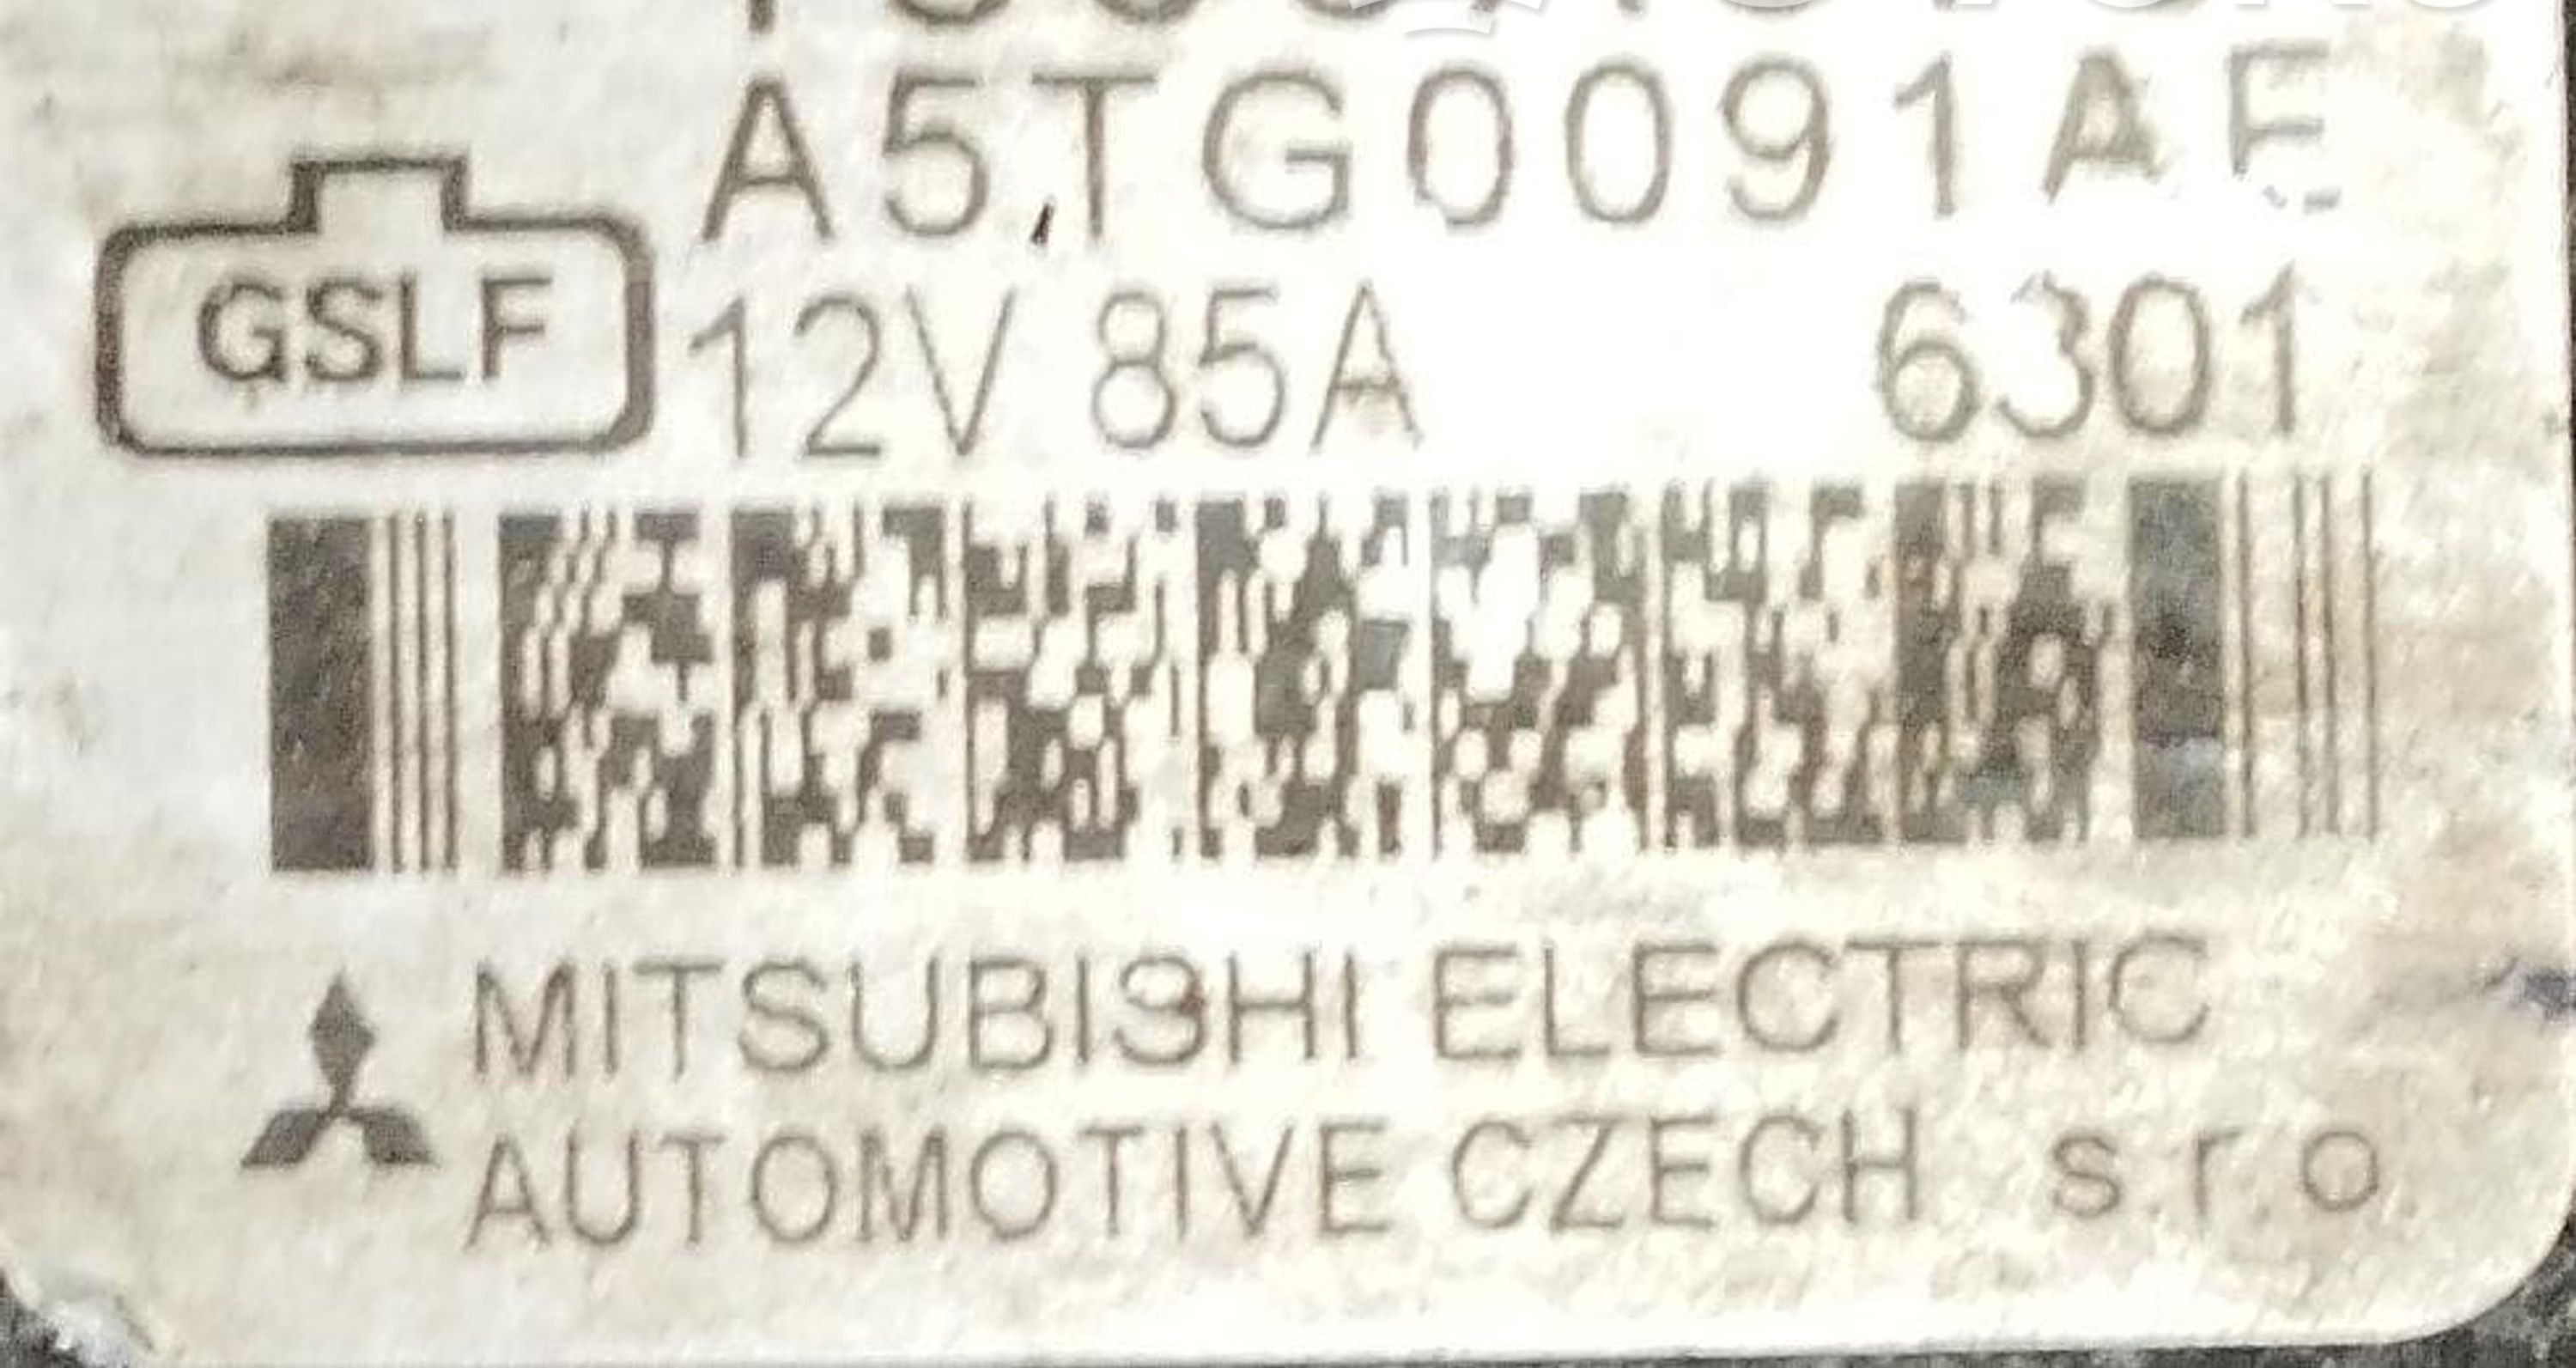 A5TG0091AE
GSLF
12V 85A 6301
MITSUBISHI ELECTRIC
AUTOMOTIVE CZECH s.r.o.